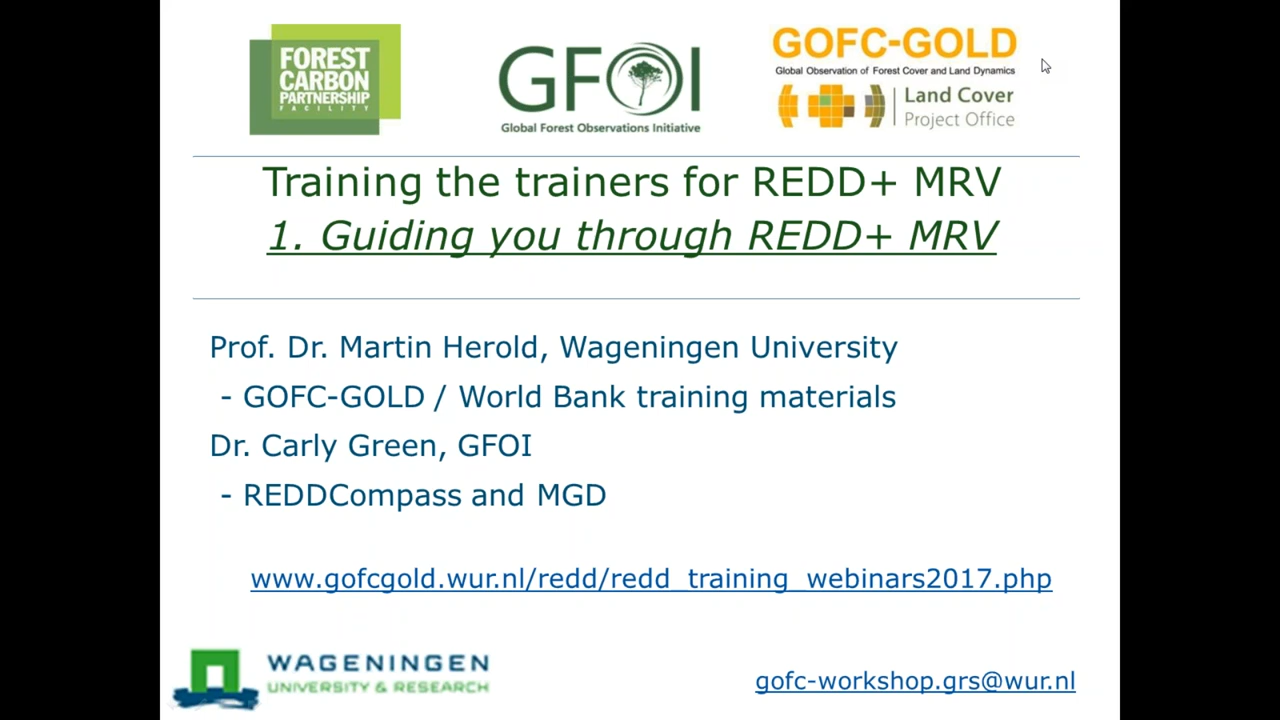 FOREST
CARBON
PARTNERSHIP
FACILITY
GFOI
Global Forest Observations Initiative
GOFC-GOLD
Global Observation of Forest Cover and Land Dynamics
Land Cover
Project Office
Training the trainers for REDD+ MRV
1. Guiding you through REDD+ MRV
Prof. Dr. Martin Herold, Wageningen University
- GOFC-GOLD / World Bank training materials
Dr. Carly Green, GFOI
- REDDCompass and MGD
www.gofcgold.wur.nl/redd/redd_training_webinars2017.php
WAGENINGEN
UNIVERSITY & RESEARCH
gofc-workshop.grs@wur.nl